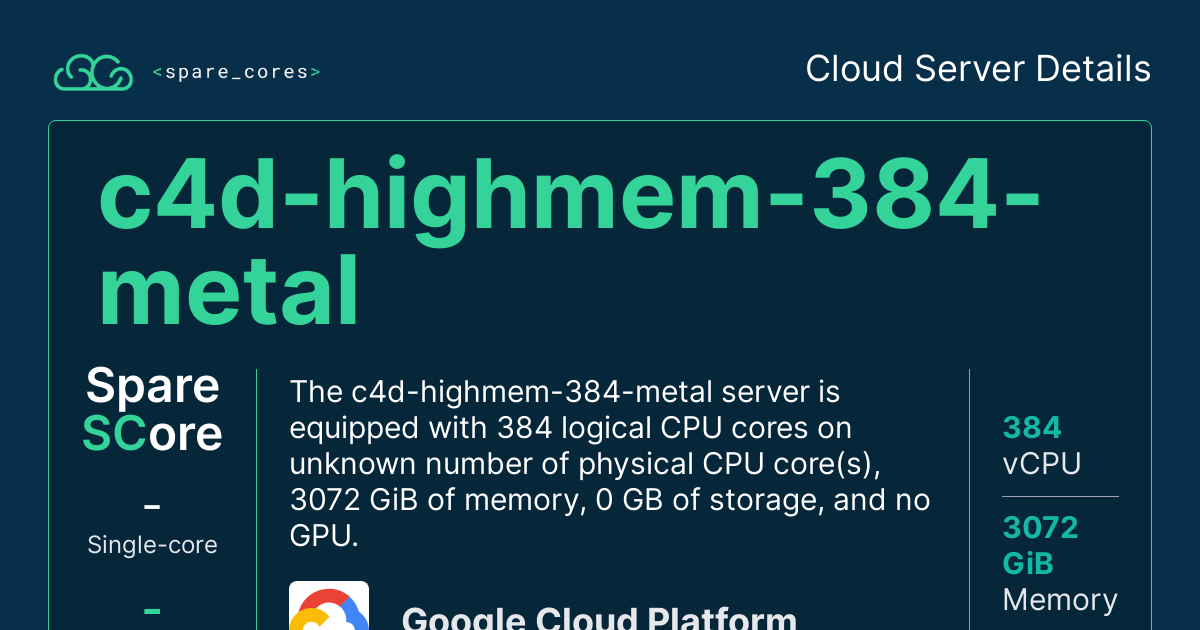 <spare_cores>
Cloud Server Details
c4d-highmem-384-
metal
Spare
SCore
–
Single-core
–
The c4d-highmem-384-metal server is
equipped with 384 logical CPU cores on
unknown number of physical CPU core(s),
3072 GiB of memory, 0 GB of storage, and no
GPU.
Google Cloud Platform
384
vCPU
3072
GiB
Memory